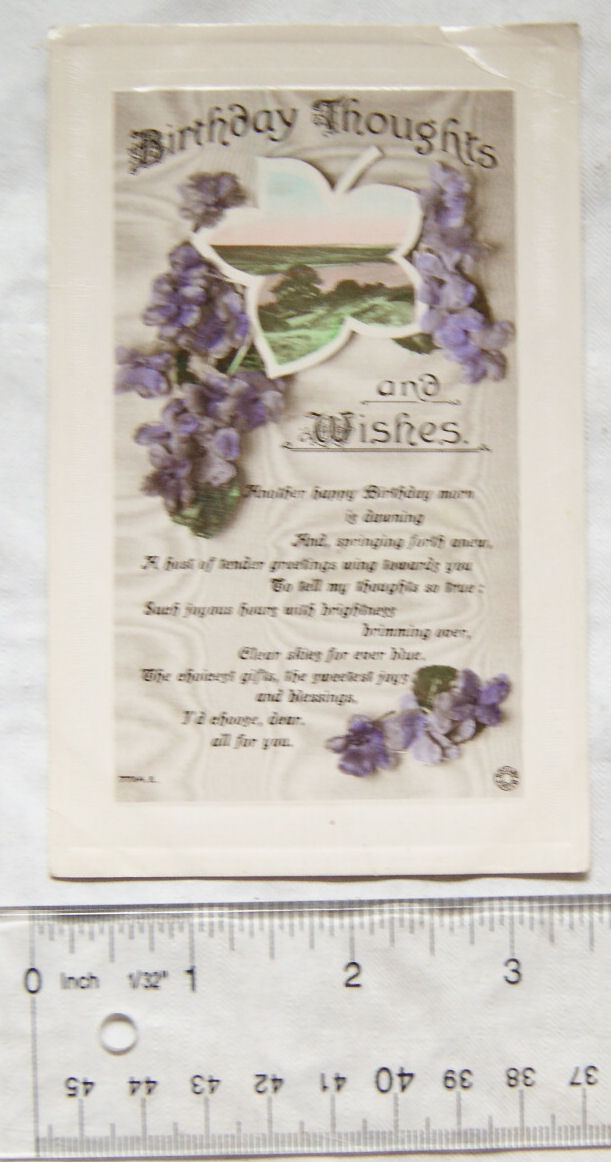 Birthday Thoughts
and
Wishes.
Another happy Birthday morn
is dawning
And, springing forth anew,
A host of tender greetings wing towards you
To tell my thoughts so true:
Such joyous hours with brightness
brimming over,
Clear skies for ever blue,
The choicest gifts, the sweetest joys
and blessings,
I'd choose, dear,
all for you.
0 Inch 1/32" 1 2 3
45 44 43 42 41 40 39 38 37